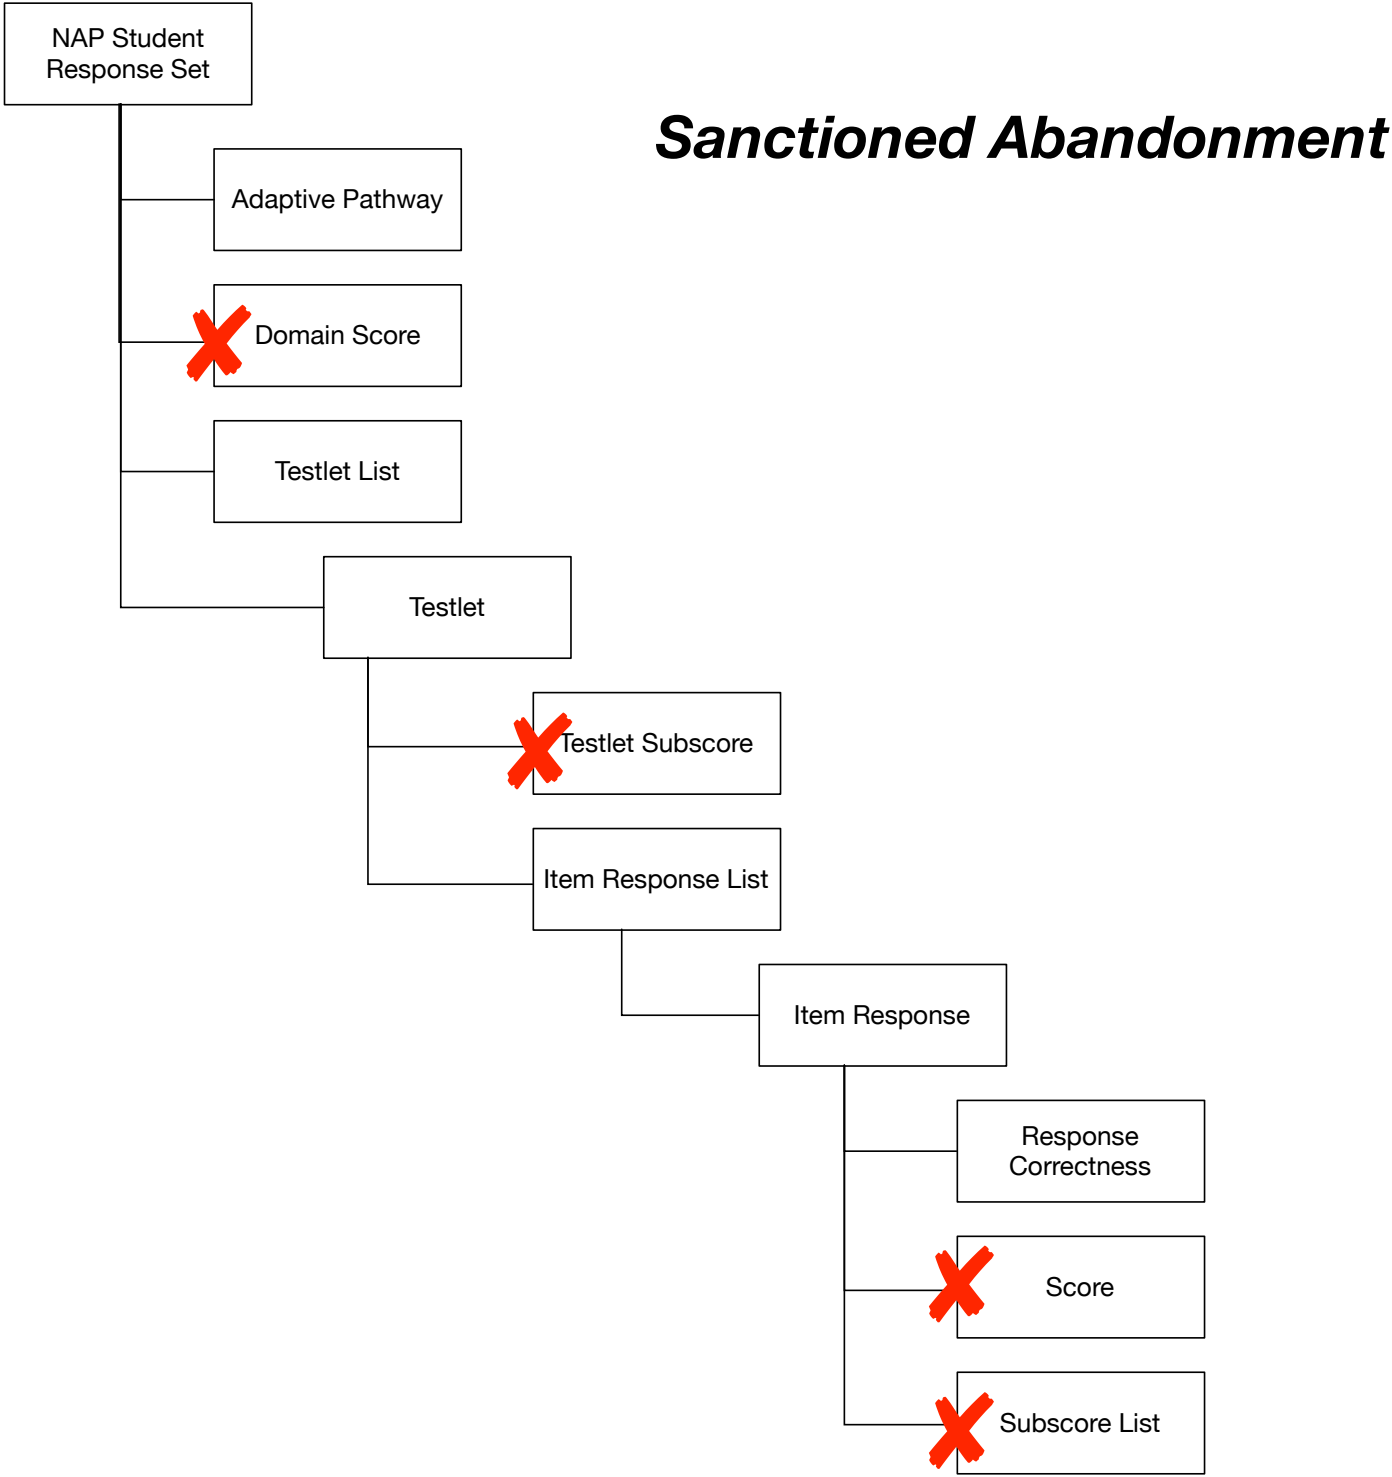 NAP Student
Response Set
Sanctioned Abandonment
Adaptive Pathway
Domain Score
Testlet List
Testlet
Testlet Subscore
Item Response List
Item Response
Response
Correctness
Score
Subscore List